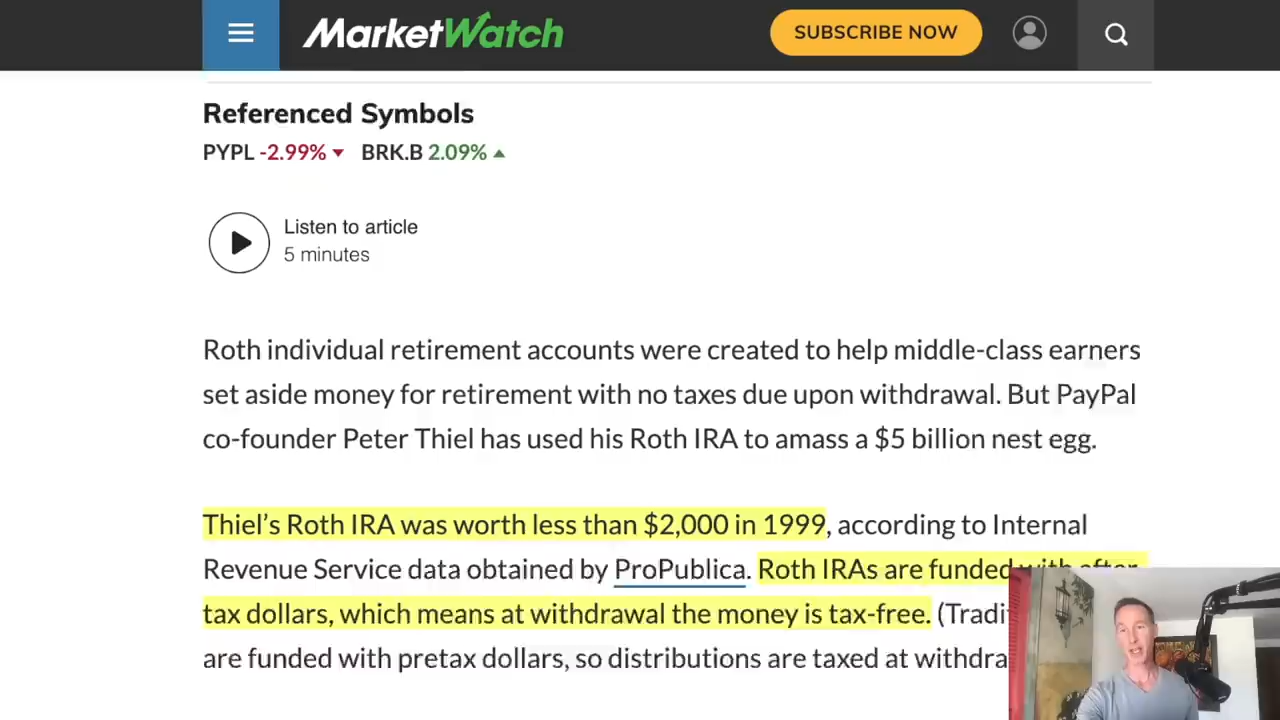 MarketWatch
SUBSCRIBE NOW
Referenced Symbols
PYPL -2.99% BRK.B 2.09%
Listen to article
5 minutes
Roth individual retirement accounts were created to help middle-class earners
set aside money for retirement with no taxes due upon withdrawal. But PayPal
co-founder Peter Thiel has used his Roth IRA to amass a $5 billion nest egg.
Thiel’s Roth IRA was worth less than $2,000 in 1999, according to Internal
Revenue Service data obtained by ProPublica. Roth IRAs are funded with after
tax dollars, which means at withdrawal the money is tax-free.
are funded with pretax dollars, so distributions are taxed at